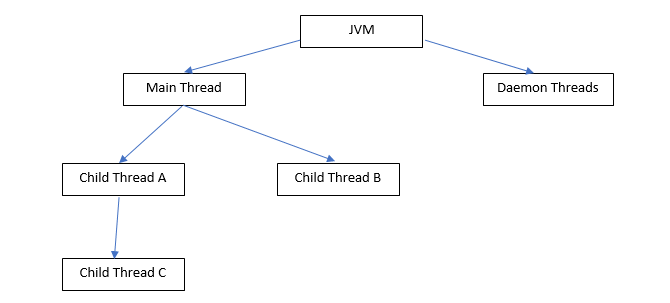 JVM
Main Thread
Daemon Threads
Child Thread A
Child Thread B
Child Thread C